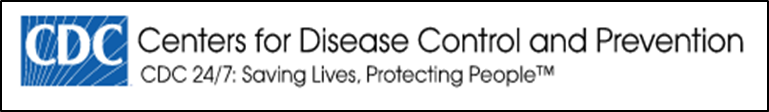 CDC
Centers for Disease Control and Prevention
CDC 24/7: Saving Lives, Protecting People™